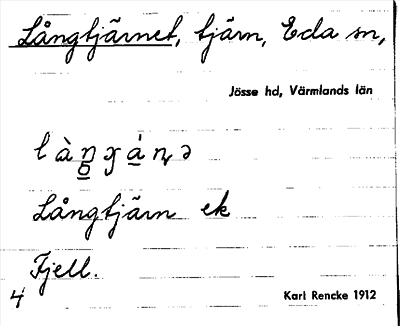 Långtjärnet, tjärn, Eda sn,
Jösse hd, Värmlands län
Långtjärn ek
Fjell.
4
Karl Rencke 1912